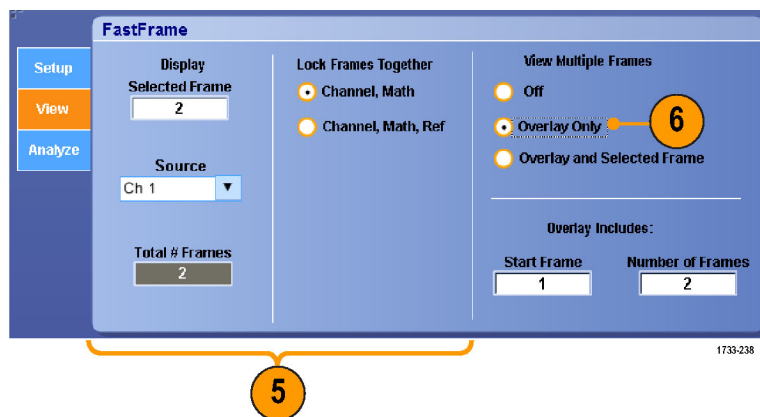 FastFrame
Setup
View
Analyze
Display
Selected Frame
2
Source
Ch 1
Total # Frames
2
Lock Frames Together
Channel, Math
Channel, Math, Ref
View Multiple Frames
Off
Overlay Only
6
Overlay and Selected Frame
Overlay Includes:
Start Frame
1
Number of Frames
2
5
1733-238